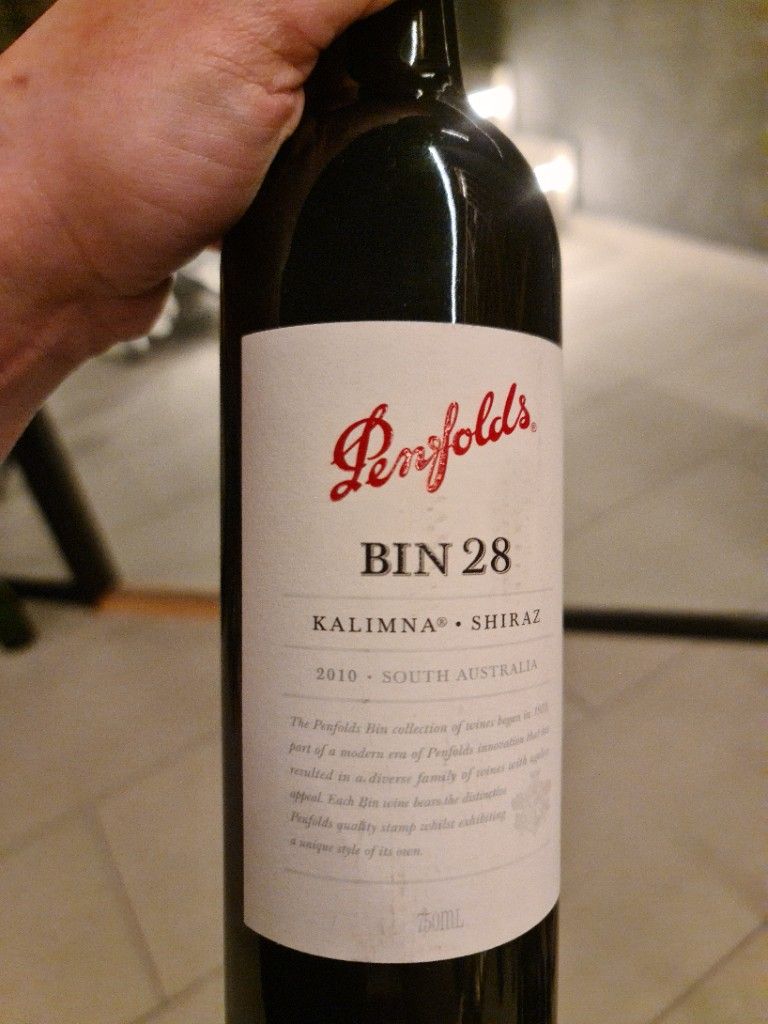 Penfolds®
BIN 28
KALIMNA® • SHIRAZ
2010 • SOUTH AUSTRALIA
The Penfolds Bin collection of wines began in
part of a modern era of Penfolds innovation that has
resulted in a diverse family of wines with
appeal. Each Bin wine bears the distinctive
Penfolds quality stamp whilst exhibiting
a unique style of its own.
750ML